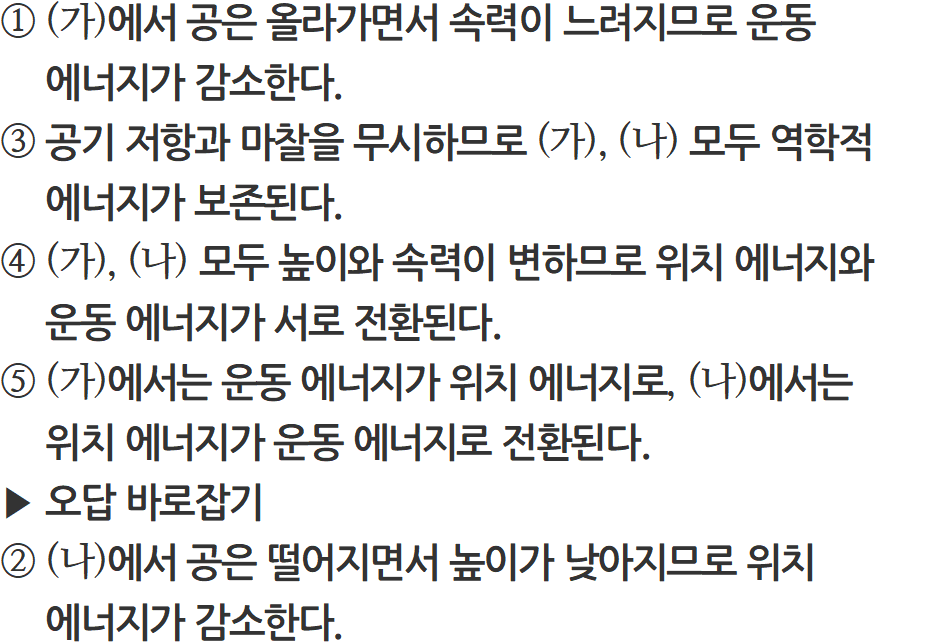 ① (가)에서 공은 올라가면서 속력이 느려지므로 운동
에너지가 감소한다.
③ 공기 저항과 마찰을 무시하므로 (가), (나) 모두 역학적
에너지가 보존된다.
④ (가), (나) 모두 높이와 속력이 변하므로 위치 에너지와
운동 에너지가 서로 전환된다.
⑤ (가)에서는 운동 에너지가 위치 에너지로, (나)에서는
위치 에너지가 운동 에너지로 전환된다.
▶ 오답 바로잡기
② (나)에서 공은 떨어지면서 높이가 낮아지므로 위치
에너지가 감소한다.